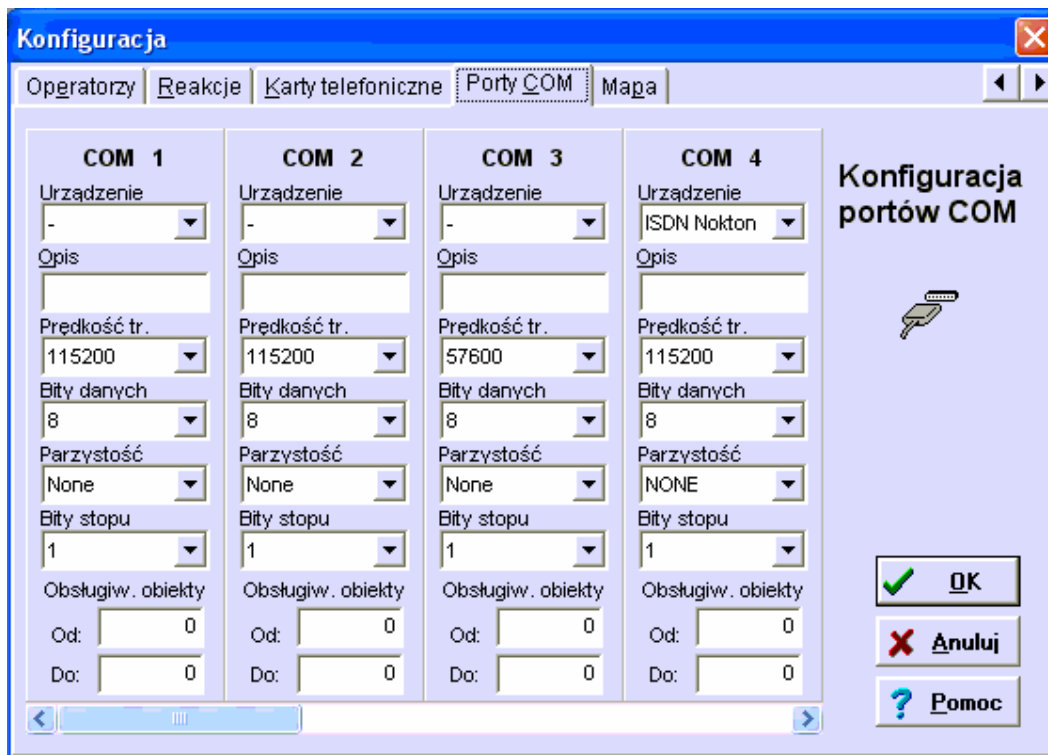 Konfiguracja
Operatorzy Reakcje Karty telefoniczne Porty COM Mapa
COM 1 COM 2 COM 3 COM 4
Urządzenie Urządzenie Urządzenie Urządzenie
- - - ISDN Nokton
Opis Opis Opis Opis
Prędkość tr. Prędkość tr. Prędkość tr. Prędkość tr.
115200 115200 57600 115200
Bity danych Bity danych Bity danych Bity danych
8 8 8 8
Parzystość Parzystość Parzystość Parzystość
None None None NONE
Bity stopu Bity stopu Bity stopu Bity stopu
1 1 1 1
Obsługiw. obiekty Obsługiw. obiekty Obsługiw. obiekty Obsługiw. obiekty
Od: 0 Od: 0 Od: 0 Od: 0
Do: 0 Do: 0 Do: 0 Do: 0
Konfiguracja
portów COM
OK
Anuluj
Pomoc